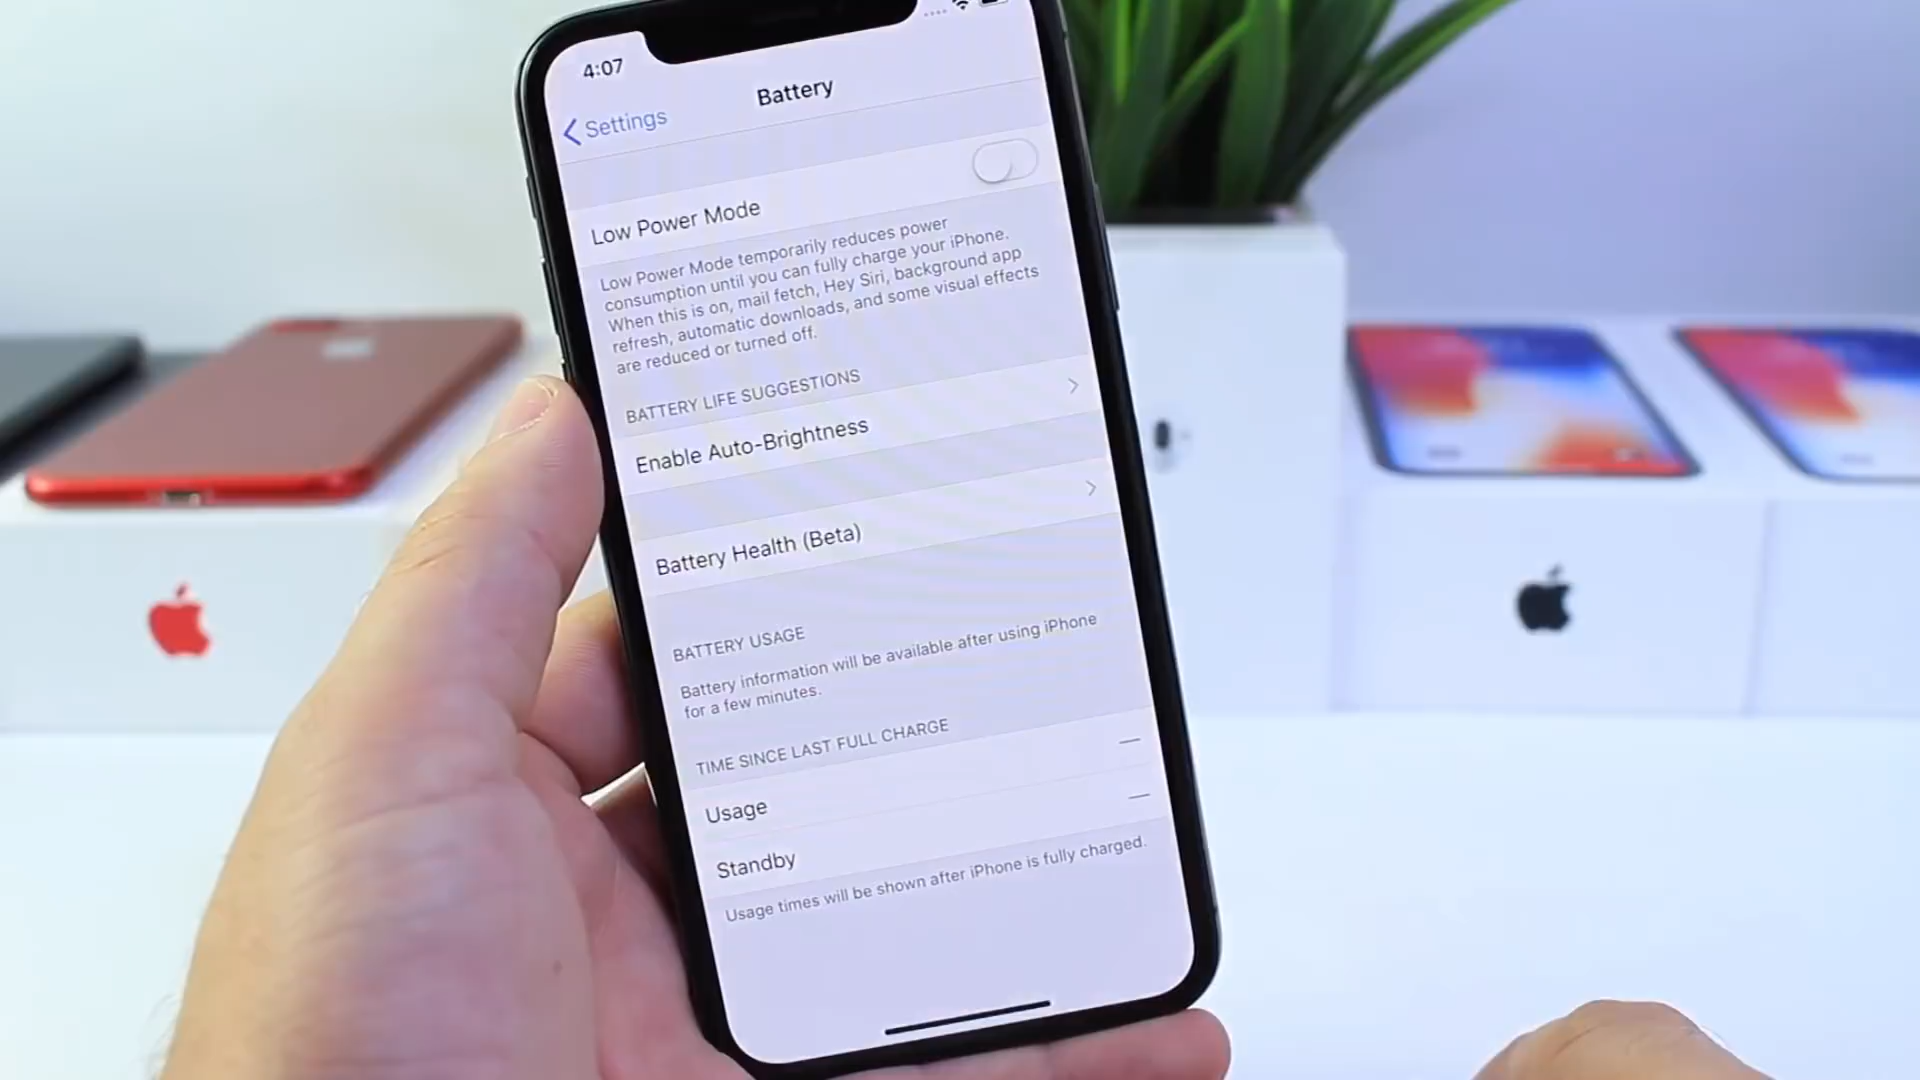 4:07
Settings
Battery
Low Power Mode
Low Power Mode temporarily reduces power
consumption until you can fully charge your iPhone.
When this is on, mail fetch, Hey Siri, background app
refresh, automatic downloads, and some visual effects
are reduced or turned off.
BATTERY LIFE SUGGESTIONS
Enable Auto-Brightness
Battery Health (Beta)
BATTERY USAGE
Battery information will be available after using iPhone
for a few minutes.
TIME SINCE LAST FULL CHARGE
Usage —
Standby —
Usage times will be shown after iPhone is fully charged.